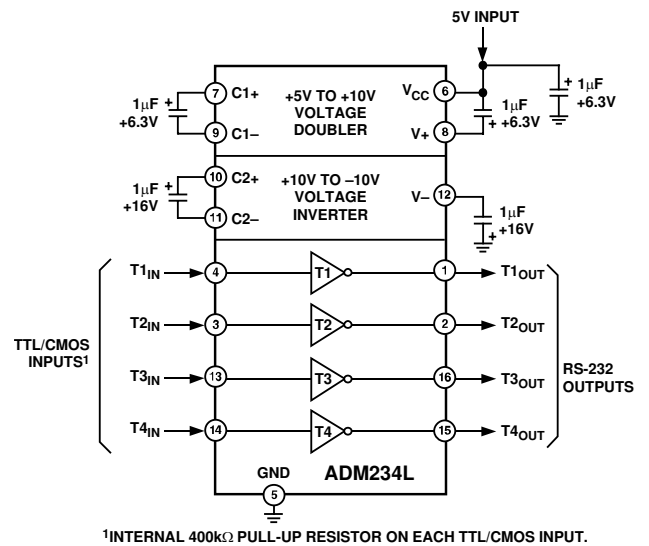 5V INPUT
7 C1+
+5V TO +10V
VOLTAGE
DOUBLER
VCC 6
1µF
+6.3V
+
9 C1–
V+ 8
+
1µF
+6.3V
+
1µF
+6.3V
10 C2+
+10V TO –10V
VOLTAGE
INVERTER
1µF
+16V
+
11 C2–
V– 12
1µF
+16V
+
T1IN 4 T1 1 T1OUT
T2IN 3 T2 2 T2OUT
TTL/CMOS
INPUTS1
T3IN 13 T3 16 T3OUT
RS-232
OUTPUTS
T4IN 14 T4 15 T4OUT
GND
5
ADM234L
1INTERNAL 400kΩ PULL-UP RESISTOR ON EACH TTL/CMOS INPUT.